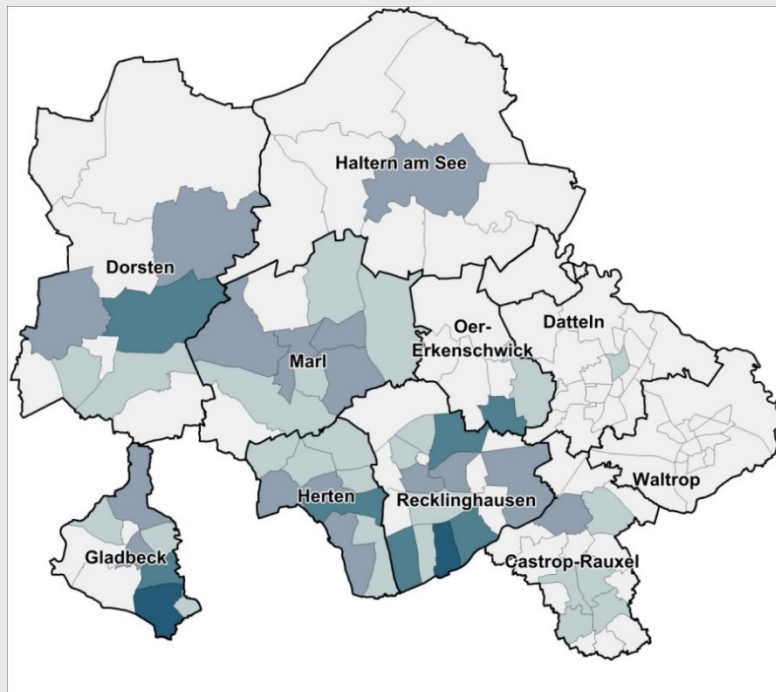 Haltern am See
Dorsten
Oer-
Erkenschwick
Datteln
Marl
Waltrop
Herten
Recklinghausen
Gladbeck
Castrop-Rauxel